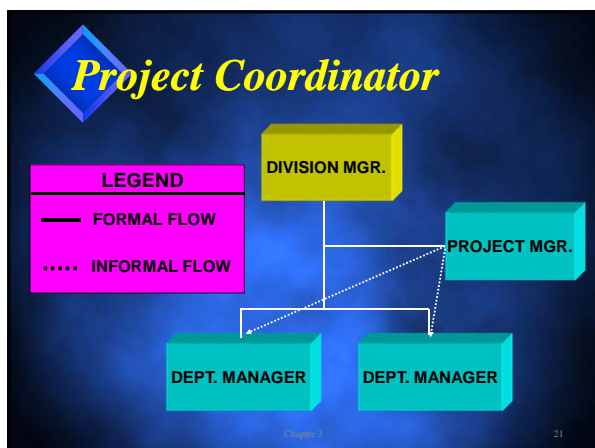 Project Coordinator
DIVISION MGR.
LEGEND
FORMAL FLOW
INFORMAL FLOW
PROJECT MGR.
DEPT. MANAGER
DEPT. MANAGER
Chapter 3
21